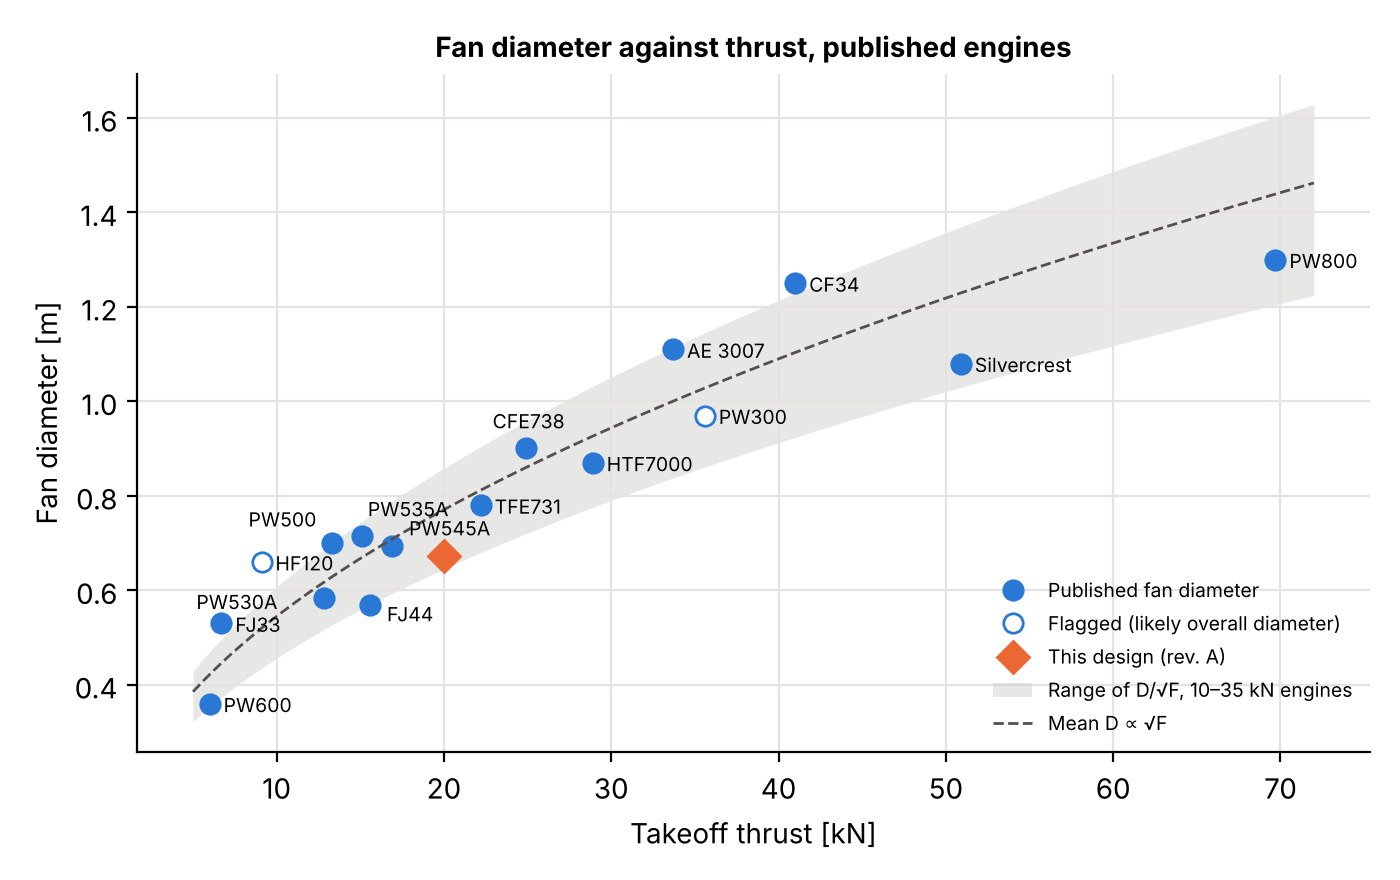 Fan diameter against thrust, published engines
Fan diameter [m]
1.6
1.4
1.2
1.0
0.8
0.6
0.4
PW800
CF34
AE 3007
Silvercrest
PW300
CFE738
HTF7000
TFE731
PW535A
PW500
PW545A
HF120
PW530A
FJ33
FJ44
PW600
Published fan diameter
Flagged (likely overall diameter)
This design (rev. A)
Range of D/√F, 10–35 kN engines
Mean D ∝ √F
10
20
30
40
50
60
70
Takeoff thrust [kN]